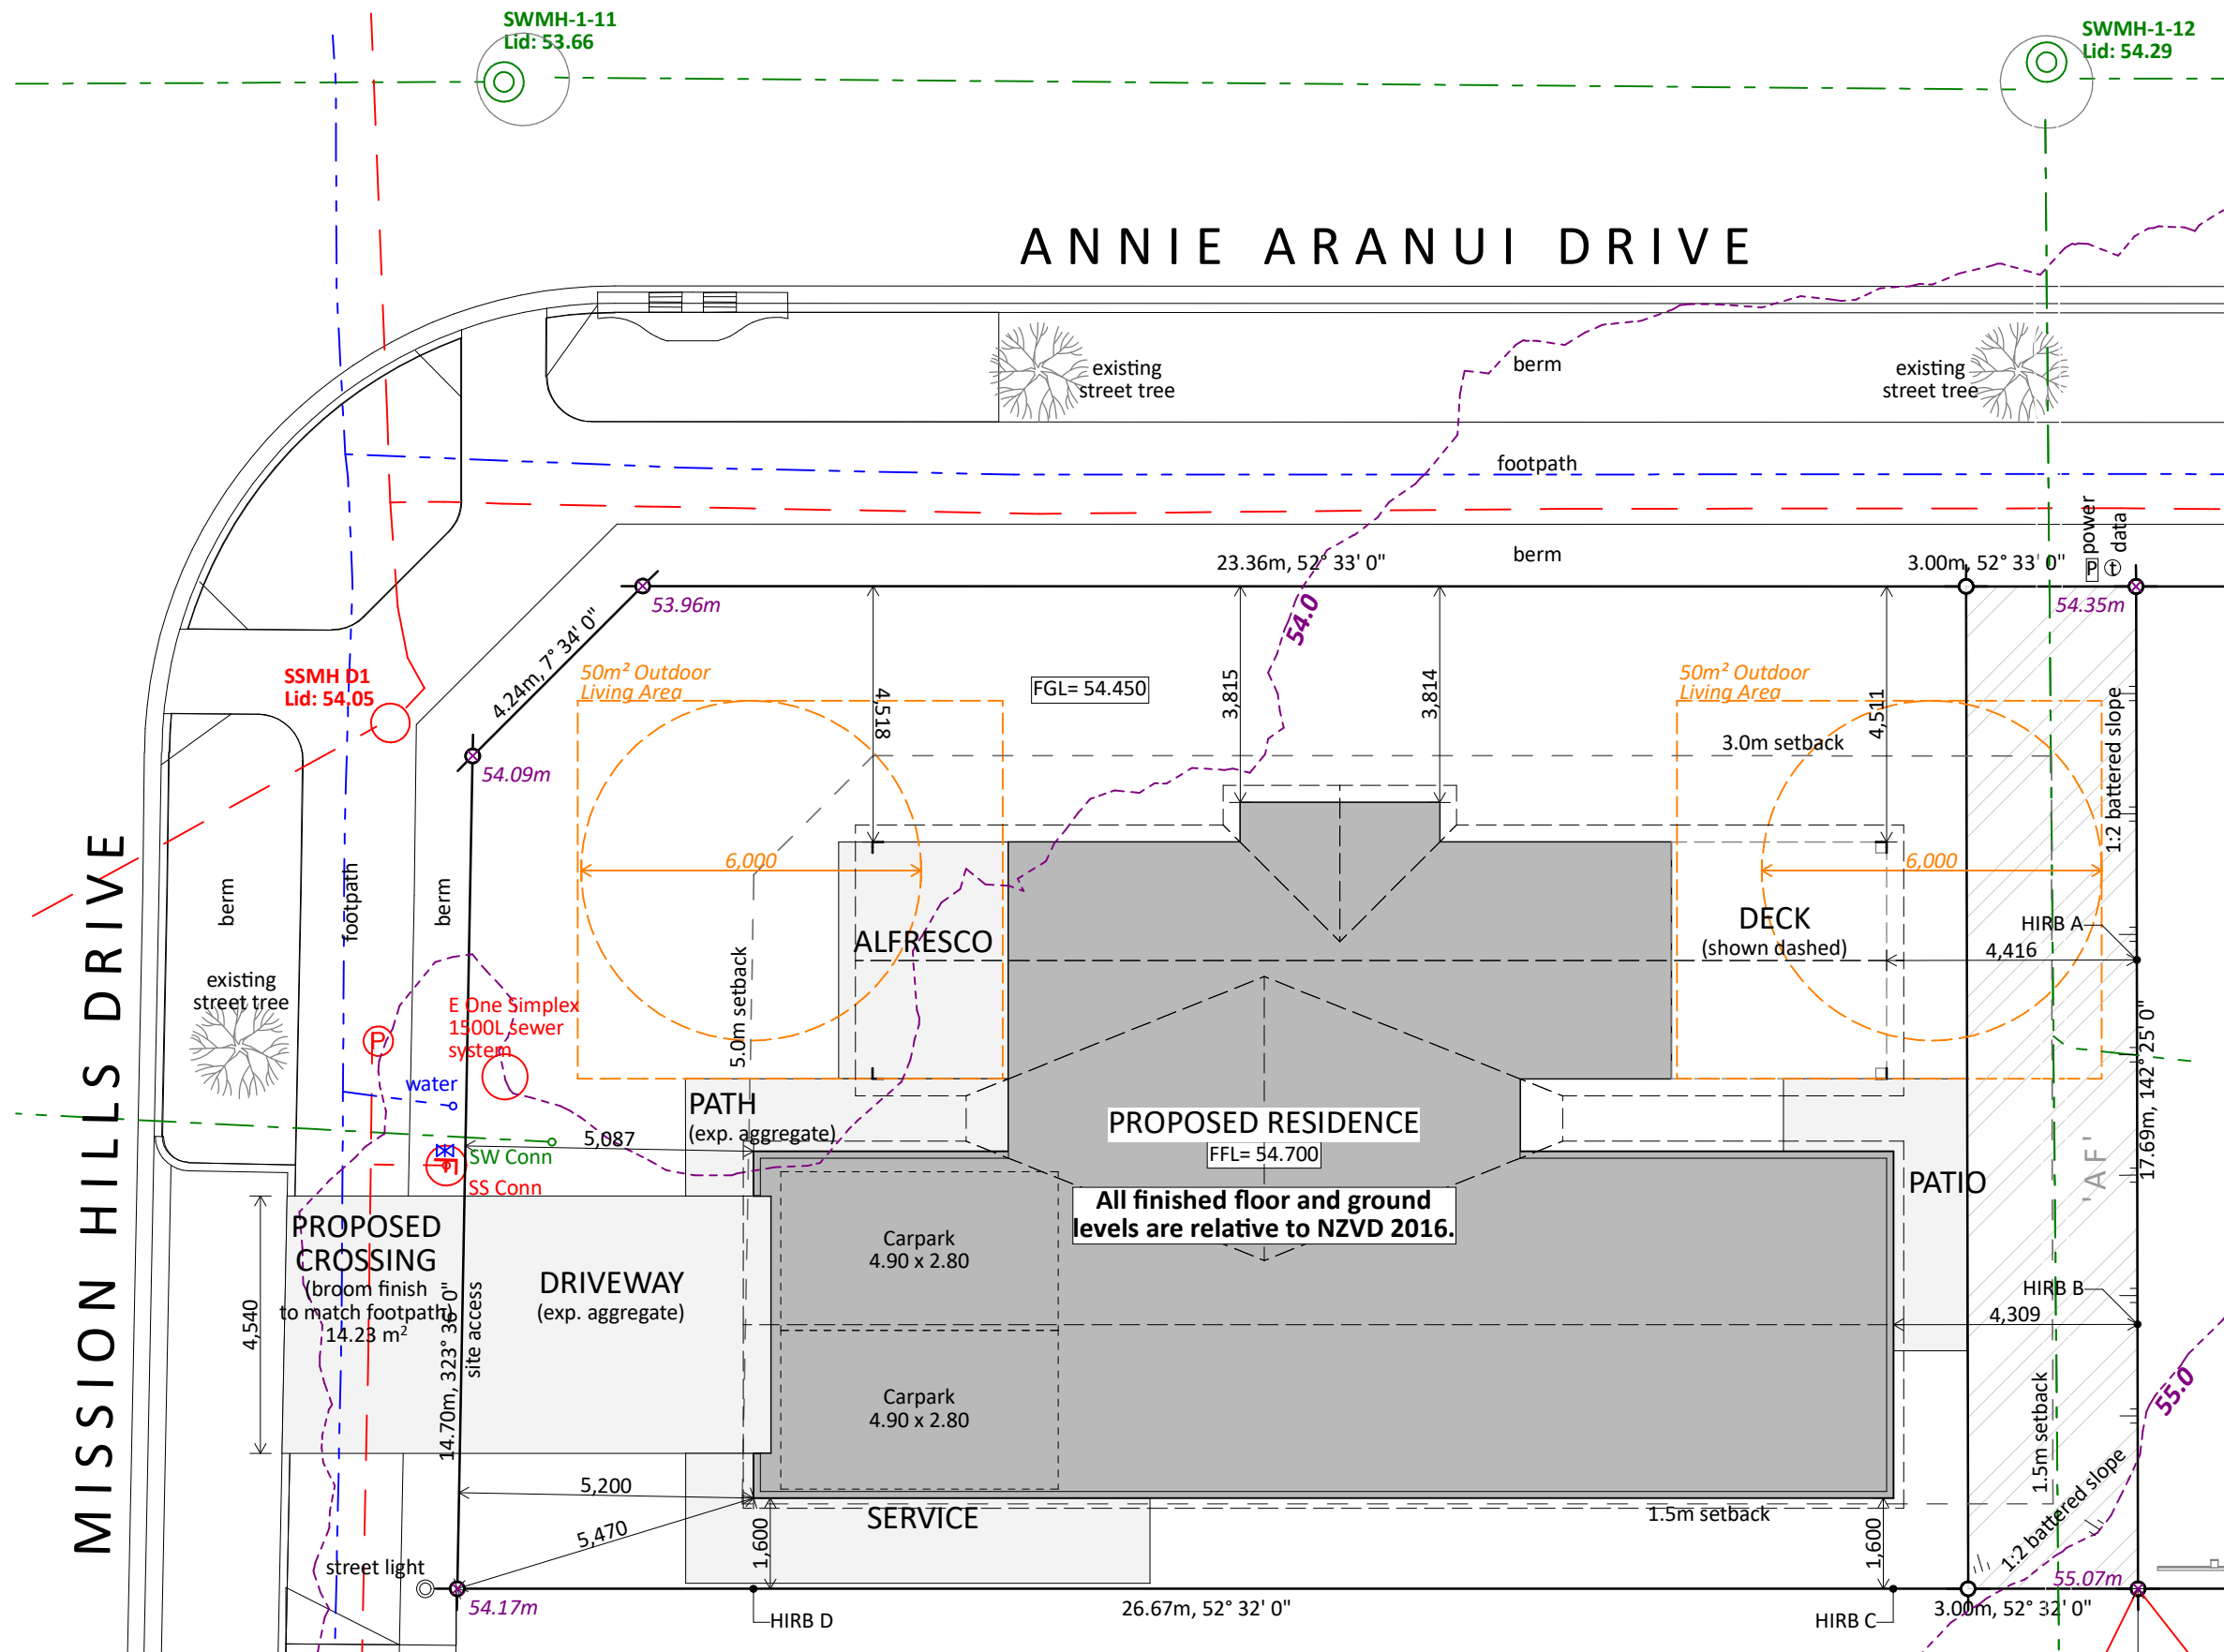 SWMH-1-11
Lid: 53.66
SWMH-1-12
Lid: 54.29
ANNIE ARANUI DRIVE
existing
street tree
berm
existing
street tree
footpath
power
data
P
t
berm
23.36m, 52° 33' 0"
3.00m, 52° 33' 0"
53.96m
54.35m
4.24m, 7° 34' 0"
54.0
SSMH D1
Lid: 54.05
50m² Outdoor
Living Area
FGL= 54.450
50m² Outdoor
Living Area
4,518
3,815
3,814
4,511
1:2 battered slope
3.0m setback
54.09m
MISSION HILLS DRIVE
berm
footpath
berm
6,000
6,000
ALFRESCO
DECK
(shown dashed)
HIRB A
4,416
existing
street tree
5.0m setback
E One Simplex
1500L sewer
system
P
water
17.69m, 142° 25' 0"
PATH
(exp. aggregate)
5,087
PROPOSED RESIDENCE
FFL= 54.700
SW Conn
SS Conn
'AF'
PATIO
All finished floor and ground
levels are relative to NZVD 2016.
PROPOSED
CROSSING
(broom finish
to match footpath)
14.23 m²
4,540
14.70m, 323° 36' 0"
site access
DRIVEWAY
(exp. aggregate)
Carpark
4.90 x 2.80
HIRB B
4,309
Carpark
4.90 x 2.80
55.0
1.5m setback
5,200
5,470
1,600
SERVICE
1.5m setback
1,600
1:2 battered slope
street light
54.17m
HIRB D
26.67m, 52° 32' 0"
HIRB C
55.07m
3.00m, 52° 32' 0"